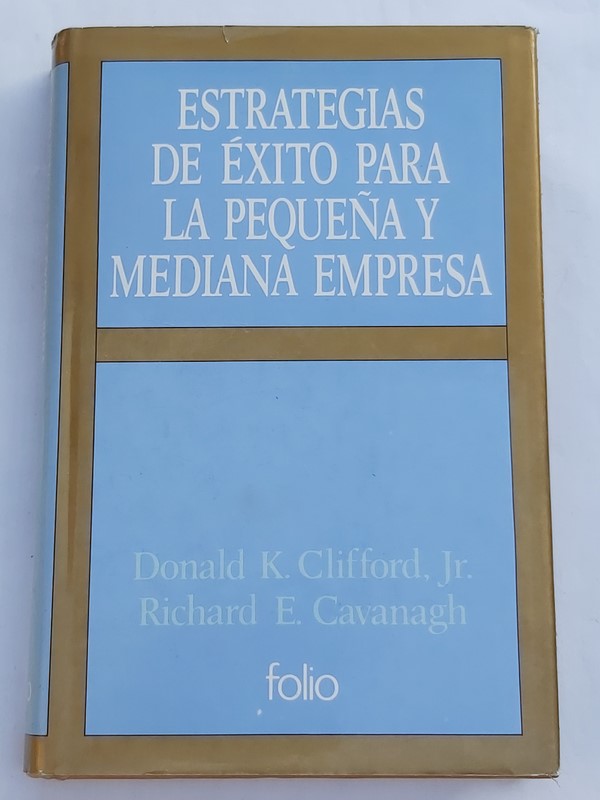 ESTRATEGIAS
DE ÉXITO PARA
LA PEQUEÑA Y
MEDIANA EMPRESA
Donald K. Clifford, Jr.
Richard E. Cavanagh
folio